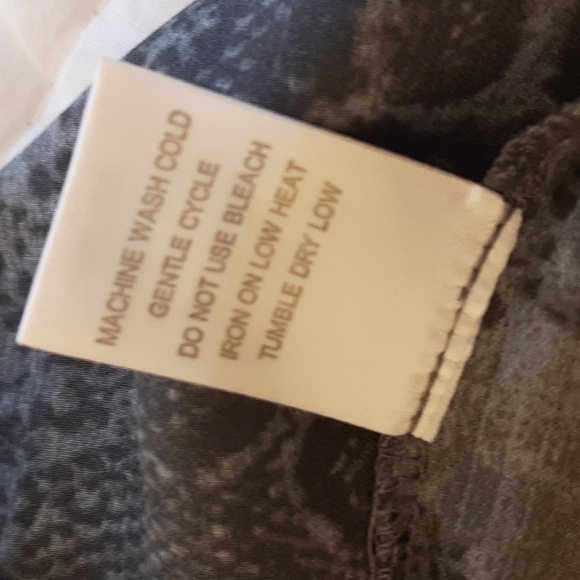 MACHINE WASH COLD
GENTLE CYCLE
DO NOT USE BLEACH
IRON ON LOW HEAT
TUMBLE DRY LOW